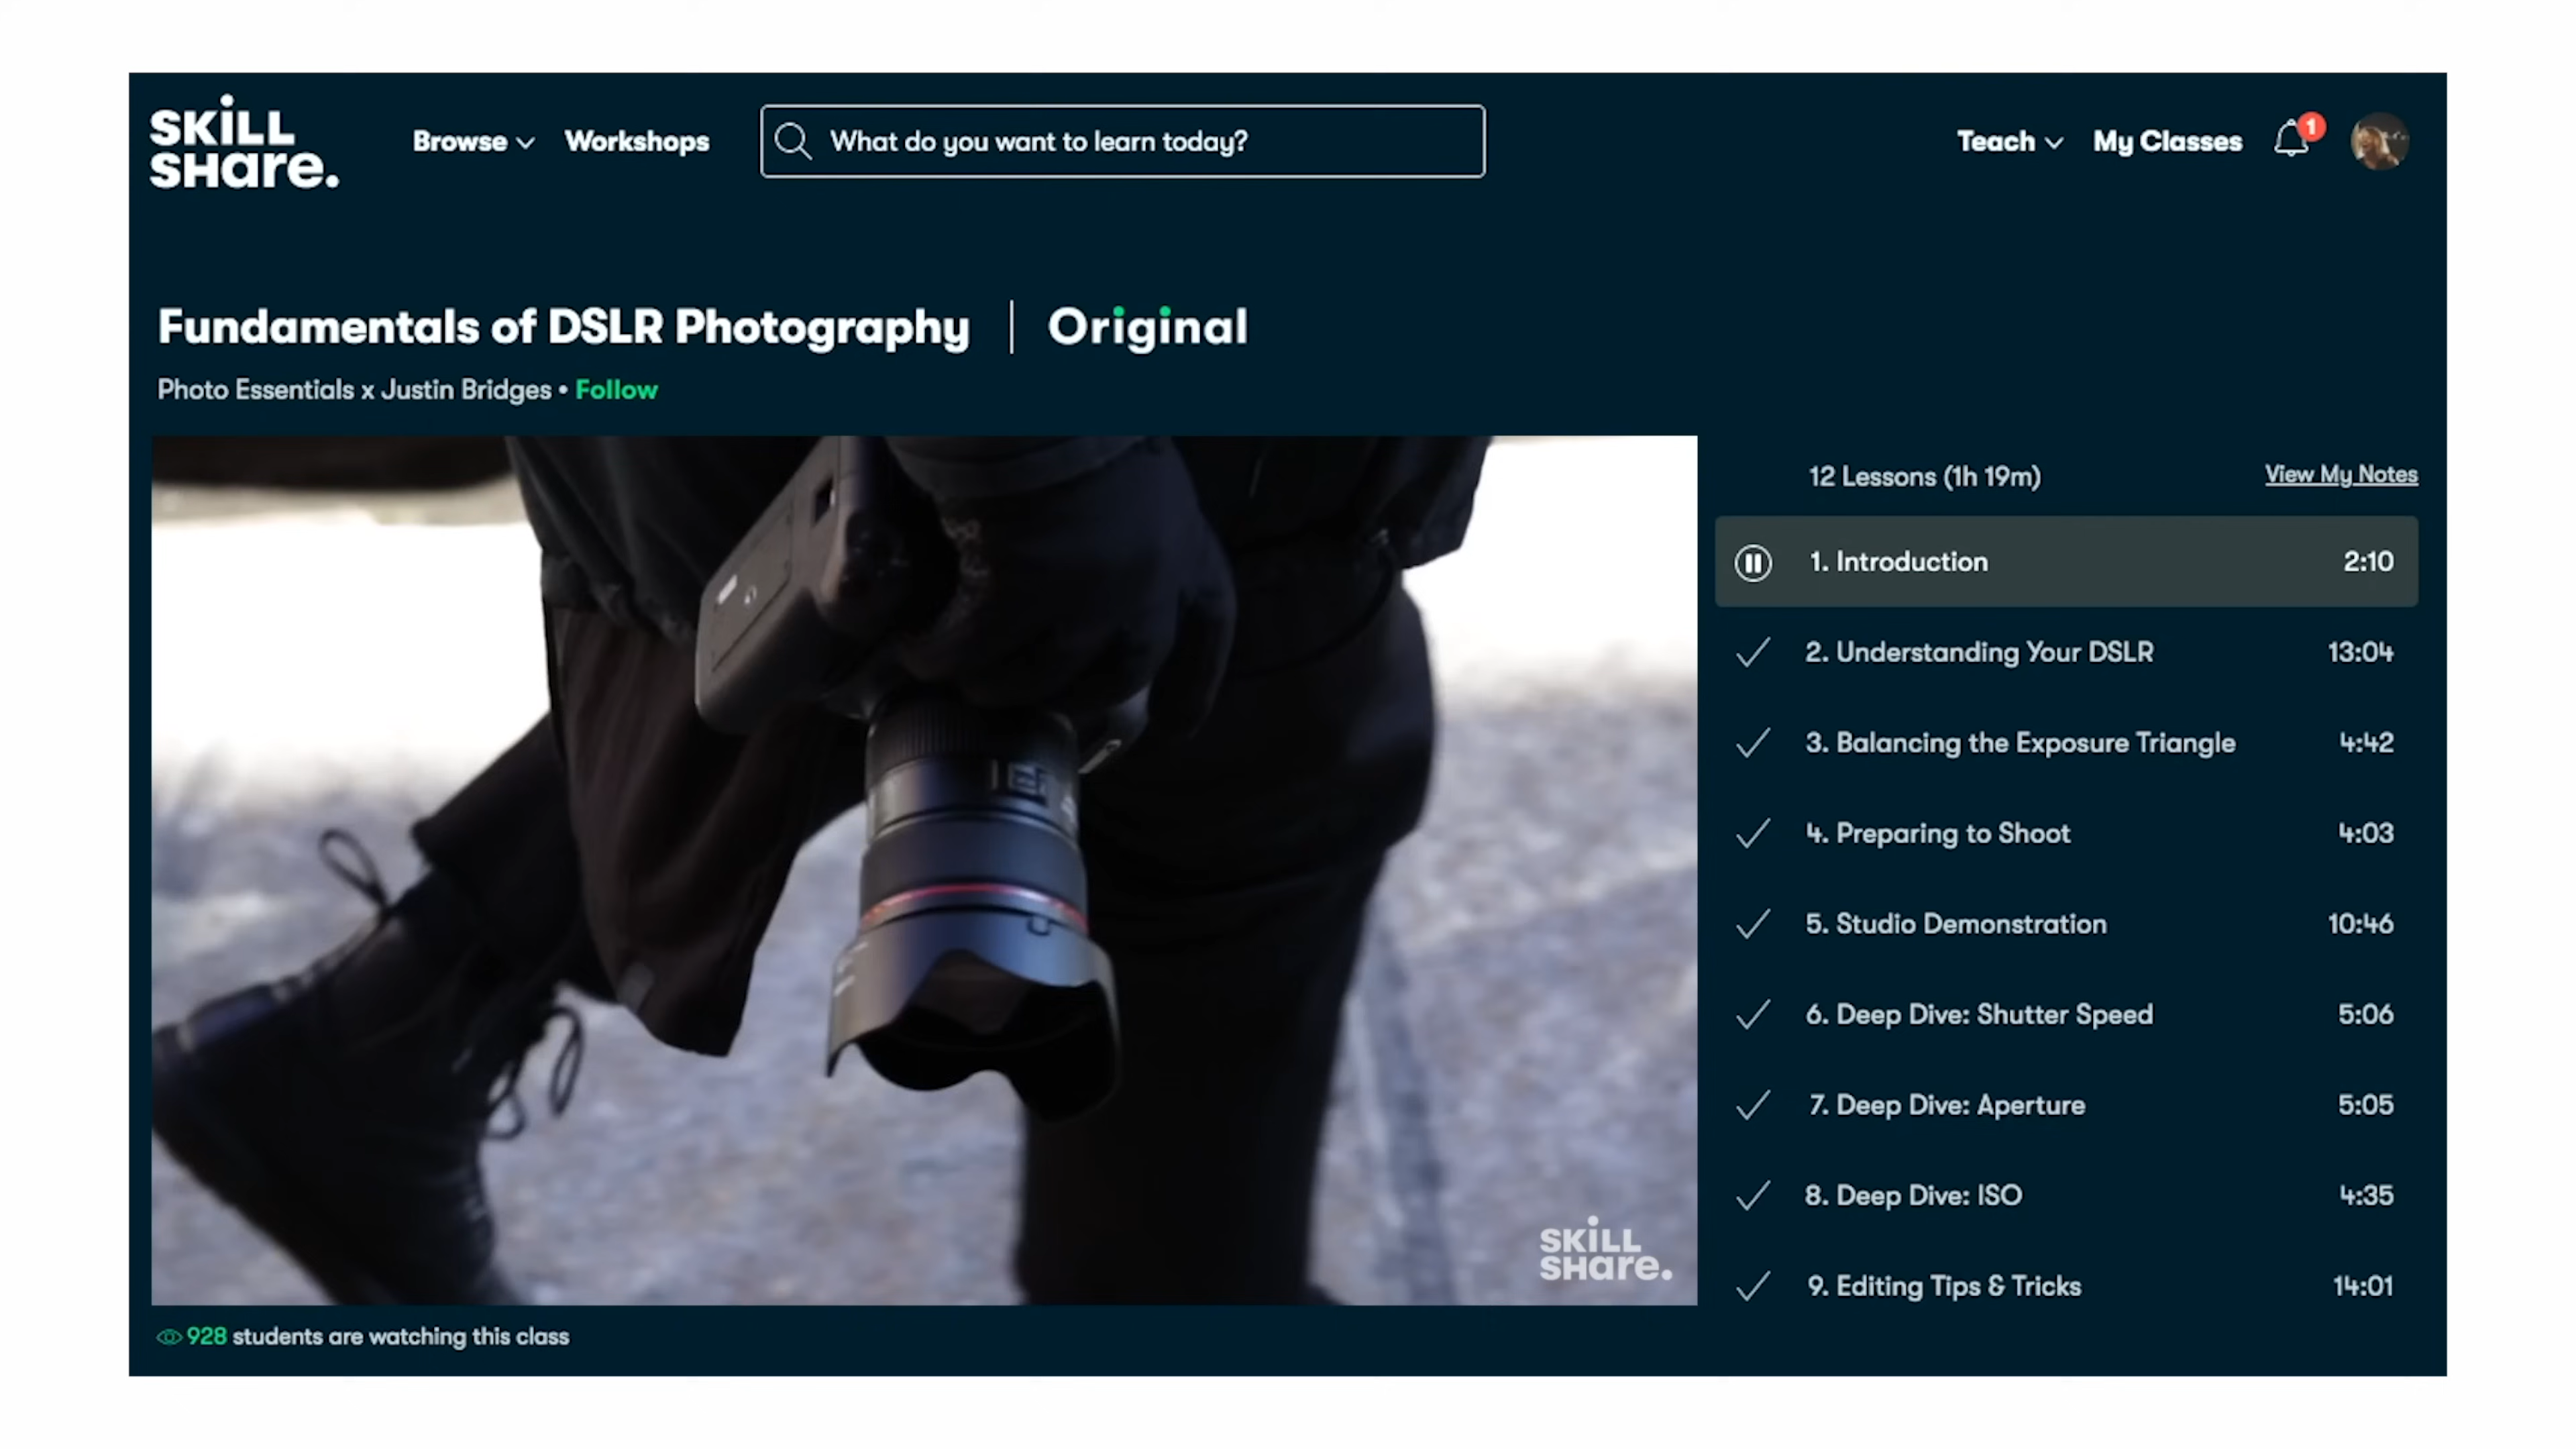 SKiLL
SHare.
Browse
Workshops
What do you want to learn today?
Teach
My Classes
1
Fundamentals of DSLR Photography | Original
Photo Essentials x Justin Bridges • Follow
12 Lessons (1h 19m)
View My Notes
1. Introduction 2:10
2. Understanding Your DSLR 13:04
3. Balancing the Exposure Triangle 4:42
4. Preparing to Shoot 4:03
5. Studio Demonstration 10:46
6. Deep Dive: Shutter Speed 5:06
7. Deep Dive: Aperture 5:05
8. Deep Dive: ISO 4:35
9. Editing Tips & Tricks 14:01
SKiLL
SHare.
928 students are watching this class